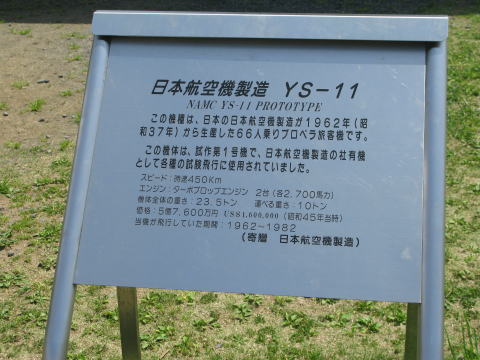 日本航空機製造 YS-11
NAMC YS-11 PROTOTYPE
この機種は、日本の日本航空機製造が1962年(昭
和37年)から生産した66人乗りプロペラ旅客機です。
この機体は、試作第1号機で、日本航空機製造の社有機
として各種の試験飛行に使用されていました。
スピード:時速450Km
エンジン:ターボプロップエンジン 2台(各2,700馬力)
機体全体の重さ:23.5トン 運べる重さ:10トン
価格:5億7,600万円 US$1,600,000(昭和45年当時)
当機が飛行していた期間:1962~1982
(寄贈 日本航空機製造)